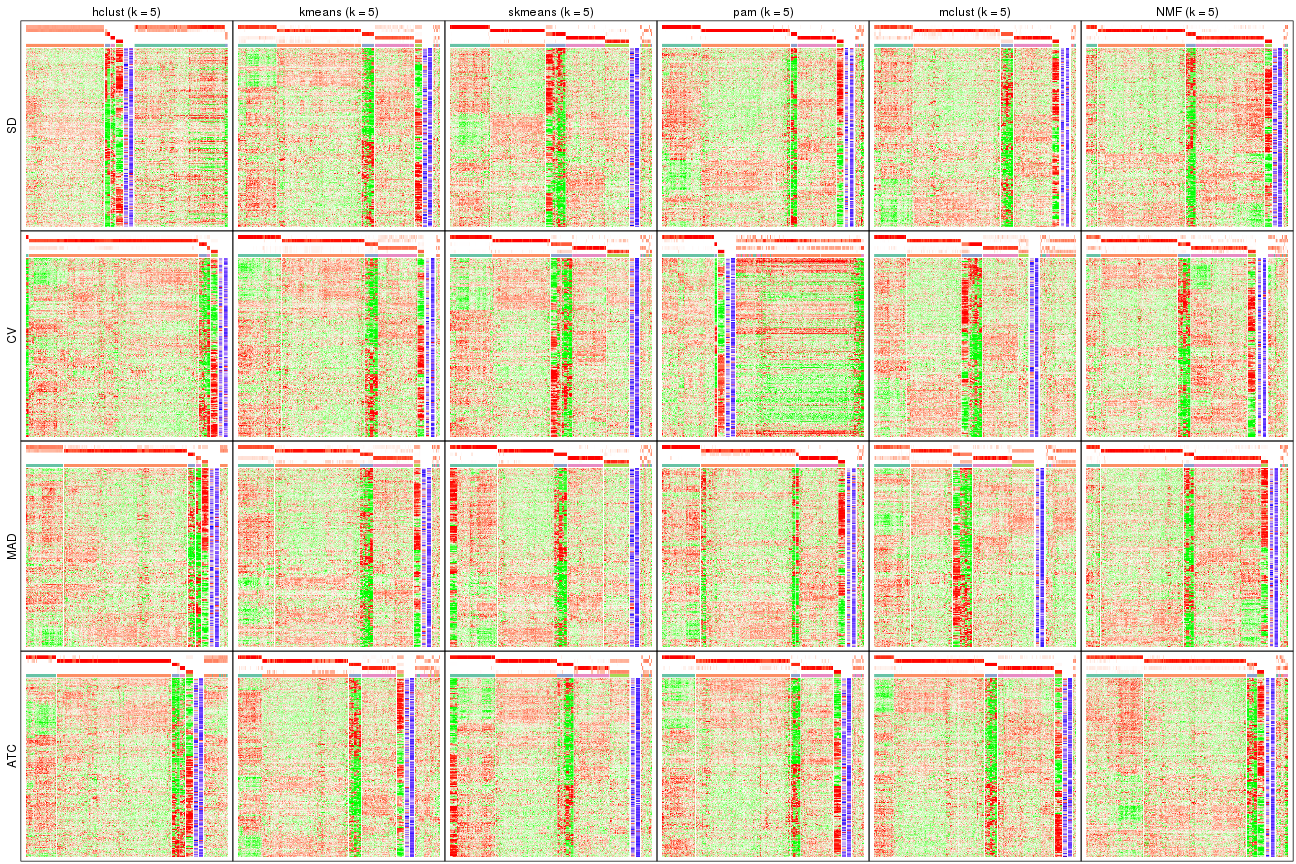 hclust (k = 5) kmeans (k = 5) skmeans (k = 5) pam (k = 5) mclust (k = 5) NMF (k = 5)
SD
CV
MAD
ATC